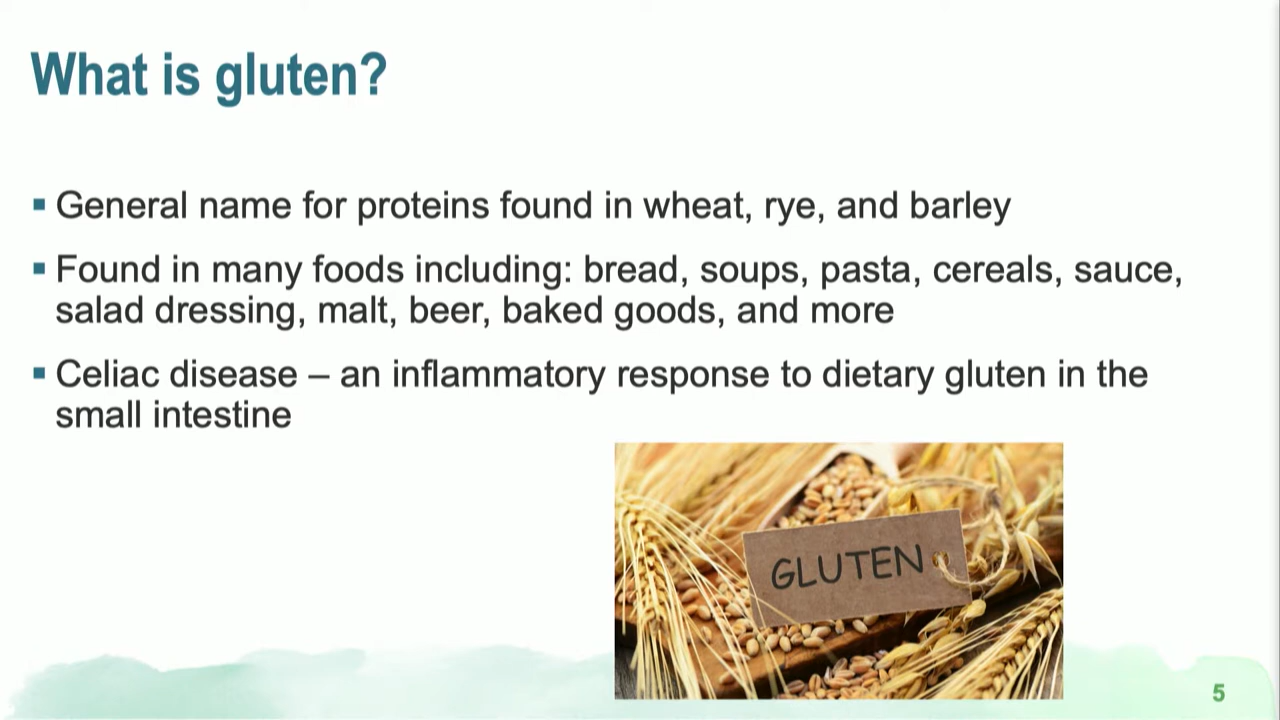 What is gluten?
▪ General name for proteins found in wheat, rye, and barley
▪ Found in many foods including: bread, soups, pasta, cereals, sauce,
salad dressing, malt, beer, baked goods, and more
▪ Celiac disease – an inflammatory response to dietary gluten in the
small intestine
GLUTEN
5